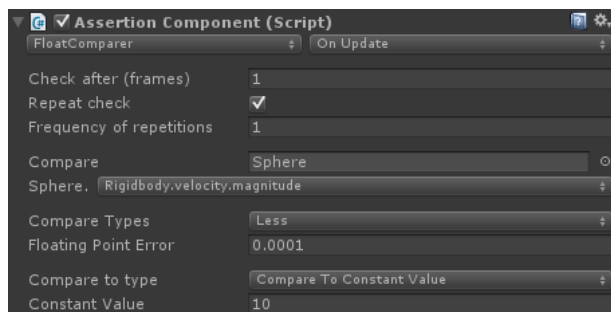 Assertion Component (Script)
FloatComparer On Update
Check after (frames) 1
Repeat check
Frequency of repetitions 1
Compare Sphere
Sphere. Rigidbody.velocity.magnitude
Compare Types Less
Floating Point Error 0.0001
Compare to type Compare To Constant Value
Constant Value 10